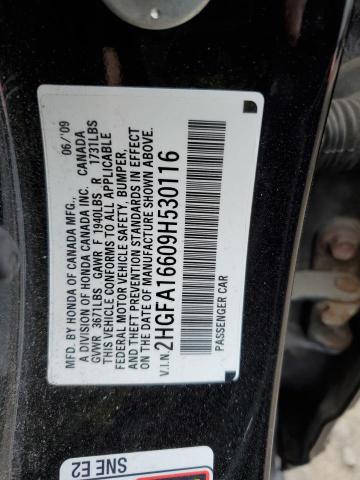 MFD. BY HONDA OF CANADA MFG., 06/'09
A DIVISION OF HONDA CANADA INC. CANADA
GVWR 3671LBS GAWR F 1940LBS R 1731LBS
THIS VEHICLE CONFORMS TO ALL APPLICABLE
FEDERAL MOTOR VEHICLE SAFETY, BUMPER,
AND THEFT PREVENTION STANDARDS IN EFFECT
ON THE DATE OF MANUFACTURE SHOWN ABOVE.
V.I.N. 2HGFA16609H530116
PASSENGER CAR
SNE E2